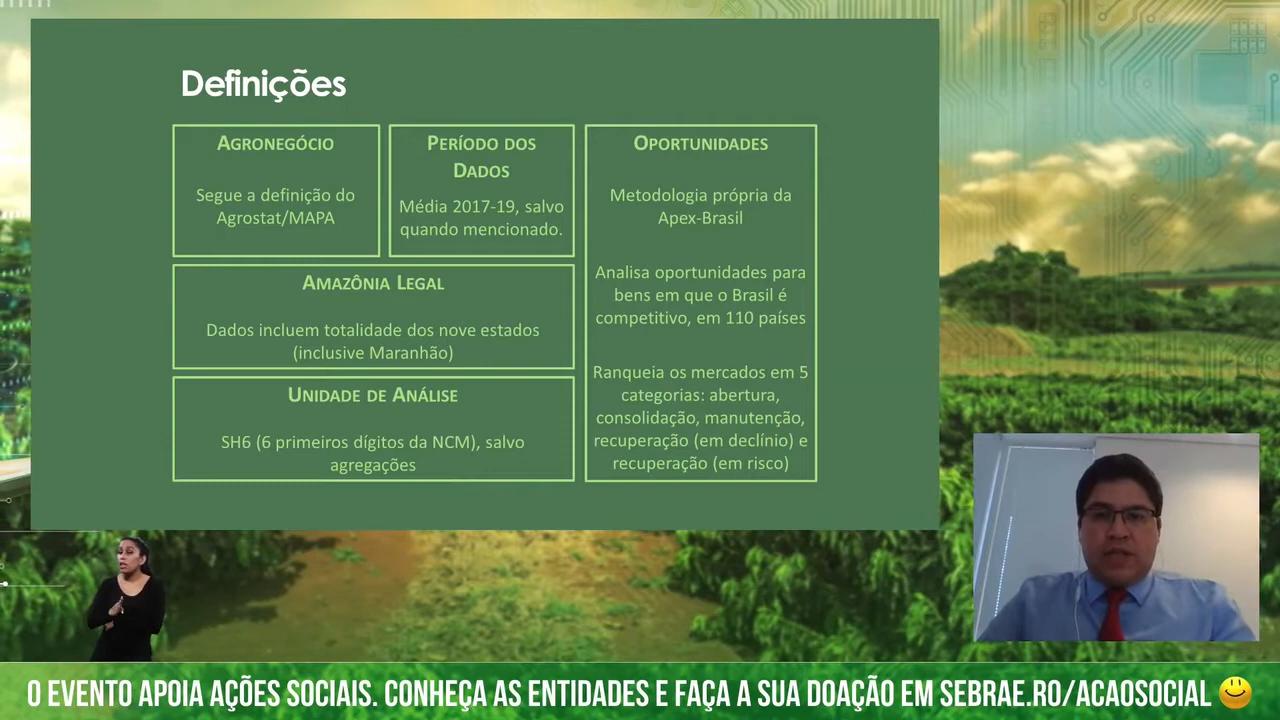 Definições
AGRONEGÓCIO
Segue a definição do
Agrostat/MAPA
PERÍODO DOS
DADOS
Média 2017-19, salvo
quando mencionado.
AMAZÔNIA LEGAL
Dados incluem totalidade dos nove estados
(inclusive Maranhão)
UNIDADE DE ANÁLISE
SH6 (6 primeiros dígitos da NCM), salvo
agregações
OPORTUNIDADES
Metodologia própria da
Apex-Brasil
Analisa oportunidades para
bens em que o Brasil é
competitivo, em 110 países
Ranqueia os mercados em 5
categorias: abertura,
consolidação, manutenção,
recuperação (em declínio) e
recuperação (em risco)
O EVENTO APOIA AÇÕES SOCIAIS. CONHEÇA AS ENTIDADES E FAÇA A SUA DOAÇÃO EM SEBRAE.RO/ACAOSOCIAL